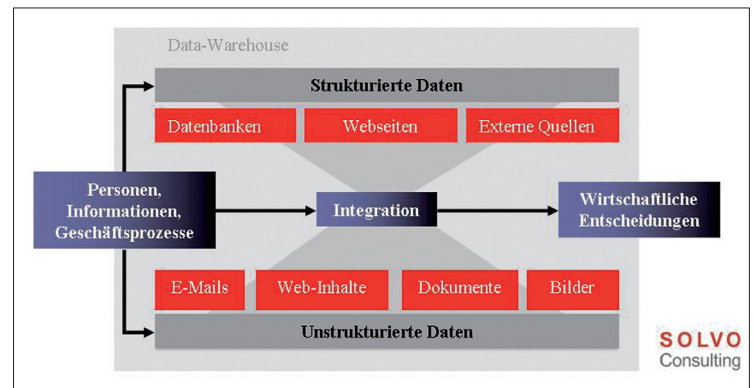 Data-Warehouse
Strukturierte Daten
Datenbanken
Webseiten
Externe Quellen
Personen,
Informationen,
Geschäftsprozesse
Integration
Wirtschaftliche
Entscheidungen
E-Mails
Web-Inhalte
Dokumente
Bilder
Unstrukturierte Daten
SOLVO
Consulting